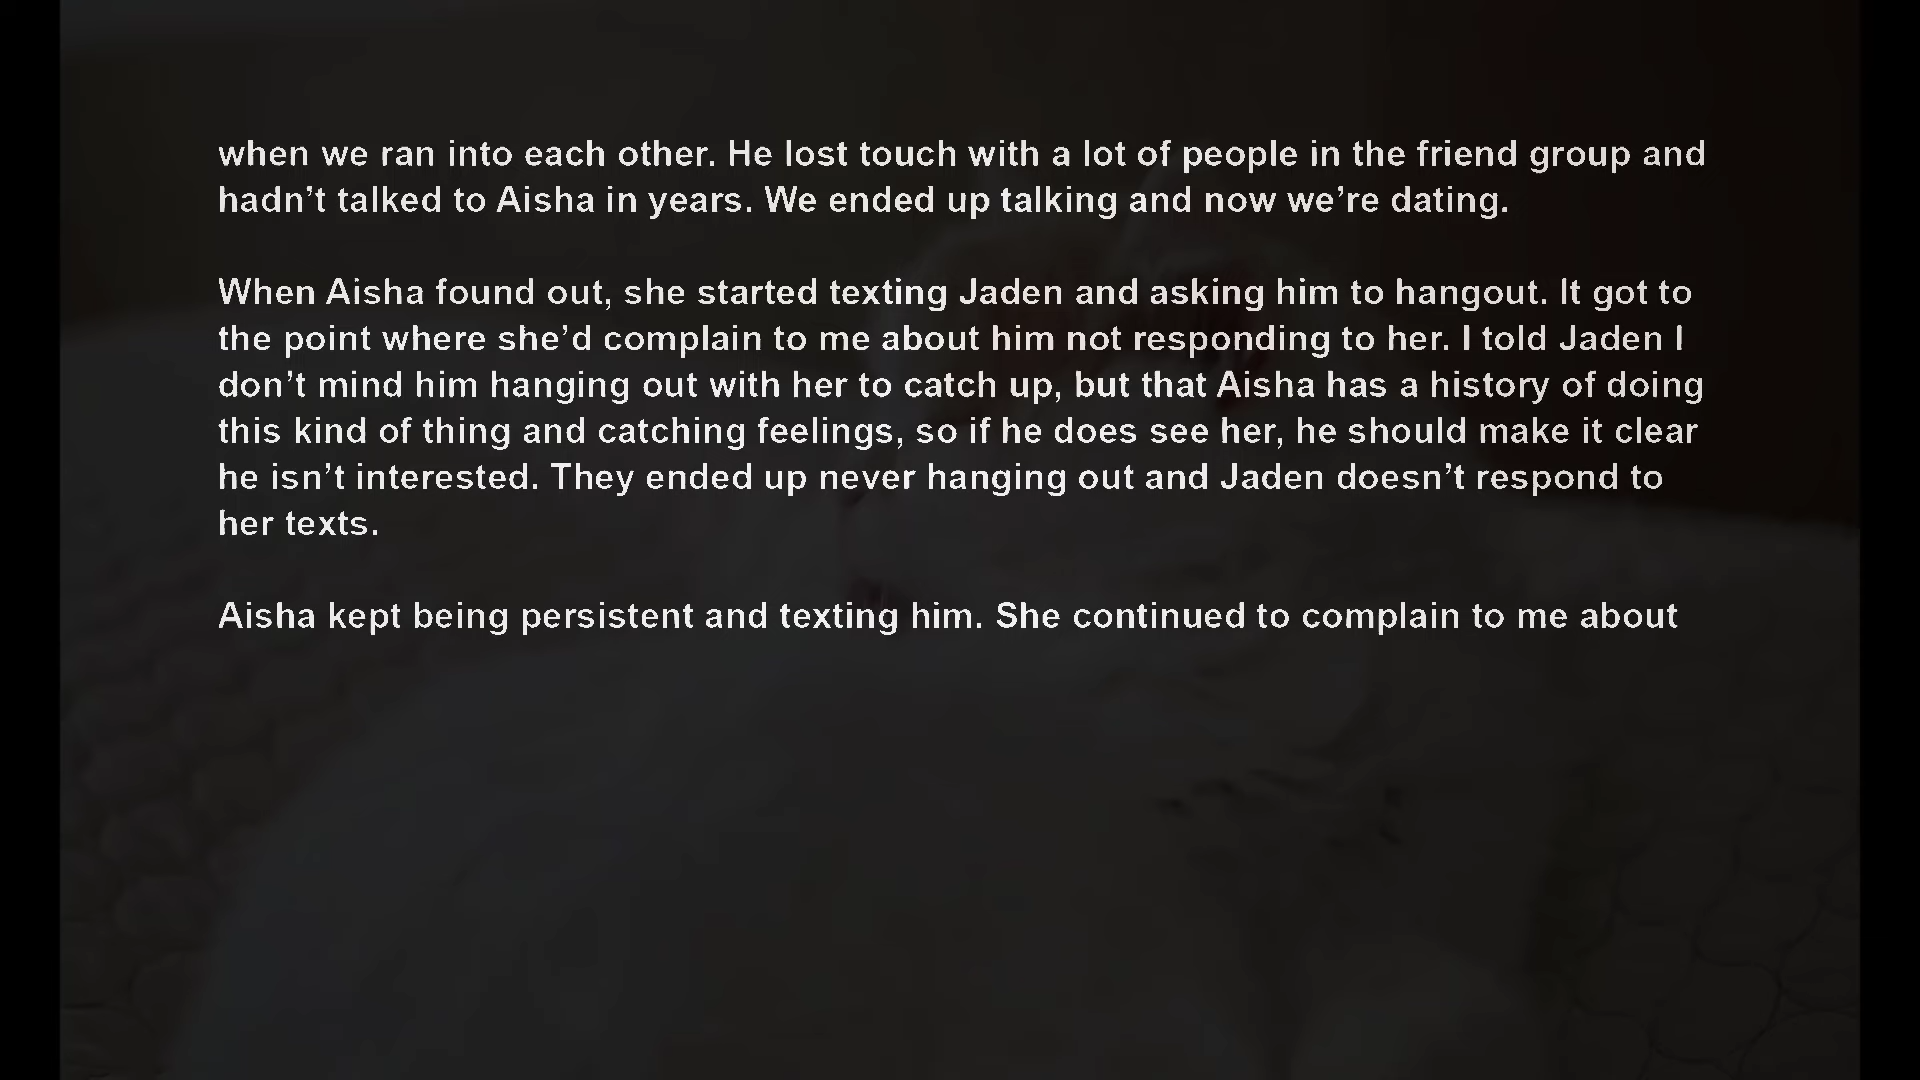 when we ran into each other. He lost touch with a lot of people in the friend group and
hadn’t talked to Aisha in years. We ended up talking and now we’re dating.
When Aisha found out, she started texting Jaden and asking him to hangout. It got to
the point where she’d complain to me about him not responding to her. I told Jaden I
don’t mind him hanging out with her to catch up, but that Aisha has a history of doing
this kind of thing and catching feelings, so if he does see her, he should make it clear
he isn’t interested. They ended up never hanging out and Jaden doesn’t respond to
her texts.
Aisha kept being persistent and texting him. She continued to complain to me about